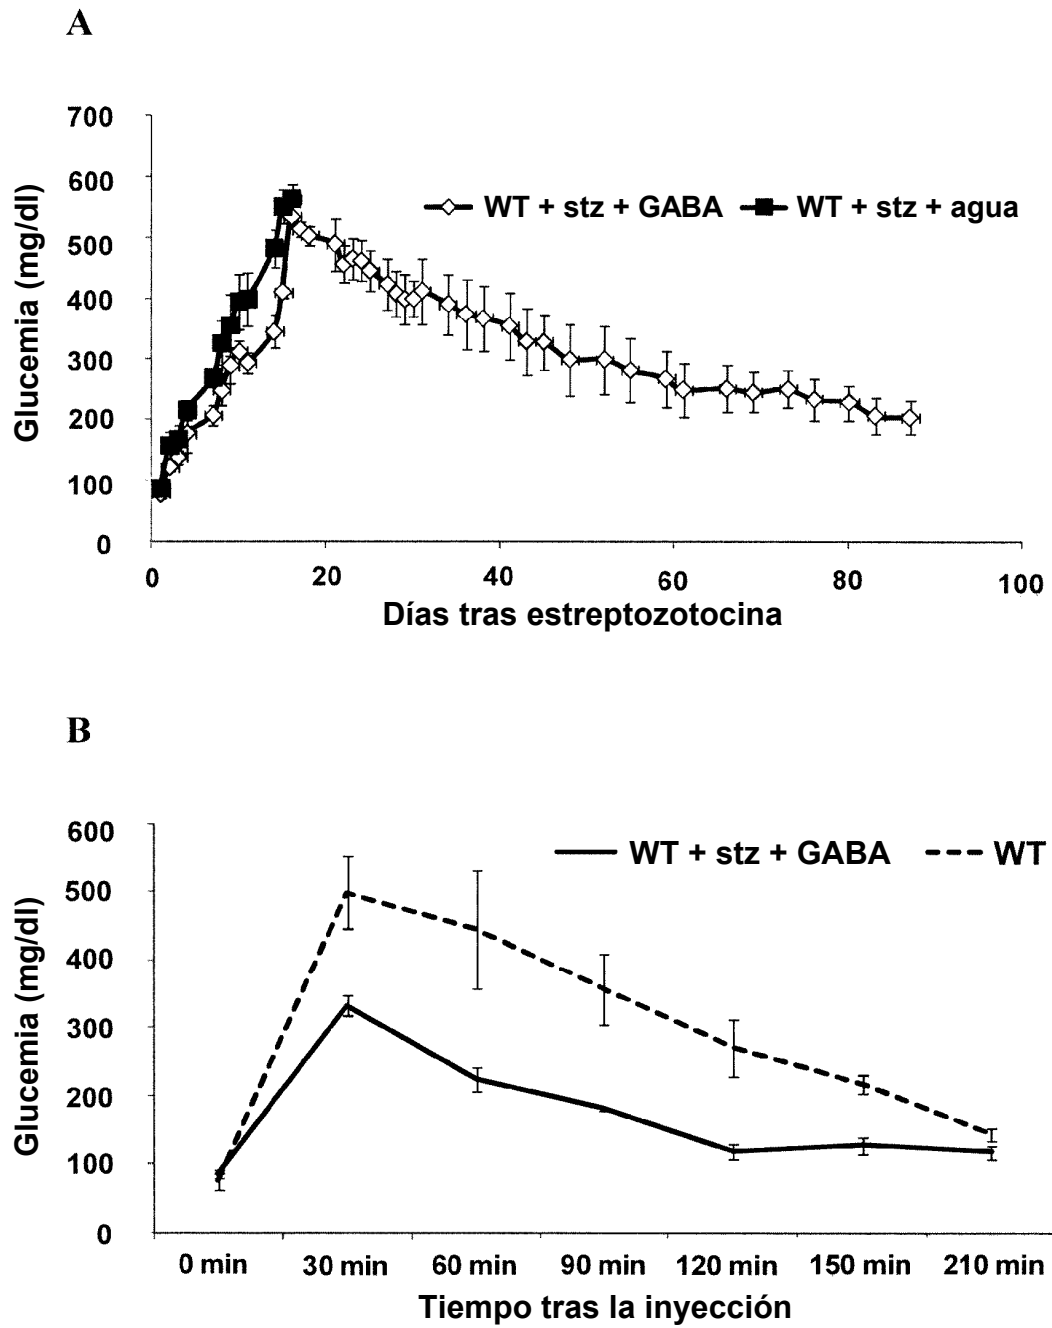 A
700
600
500
400
300
200
100
0
Glucemia (mg/dl)
WT + stz + GABA WT + stz + agua
0 20 40 60 80 100
Días tras estreptozotocina
B
600
500
400
300
200
100
0
Glucemia (mg/dl)
WT + stz + GABA WT
0 min 30 min 60 min 90 min 120 min 150 min 210 min
Tiempo tras la inyección